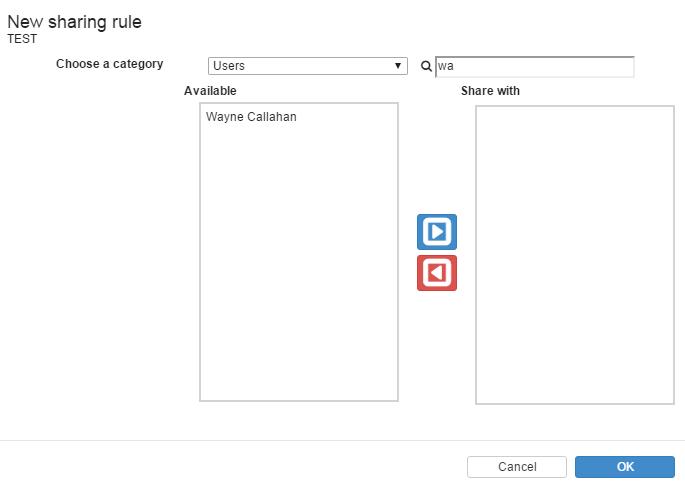 New sharing rule
TEST
Choose a category
Users
wa
Available
Share with
Wayne Callahan
Cancel
OK